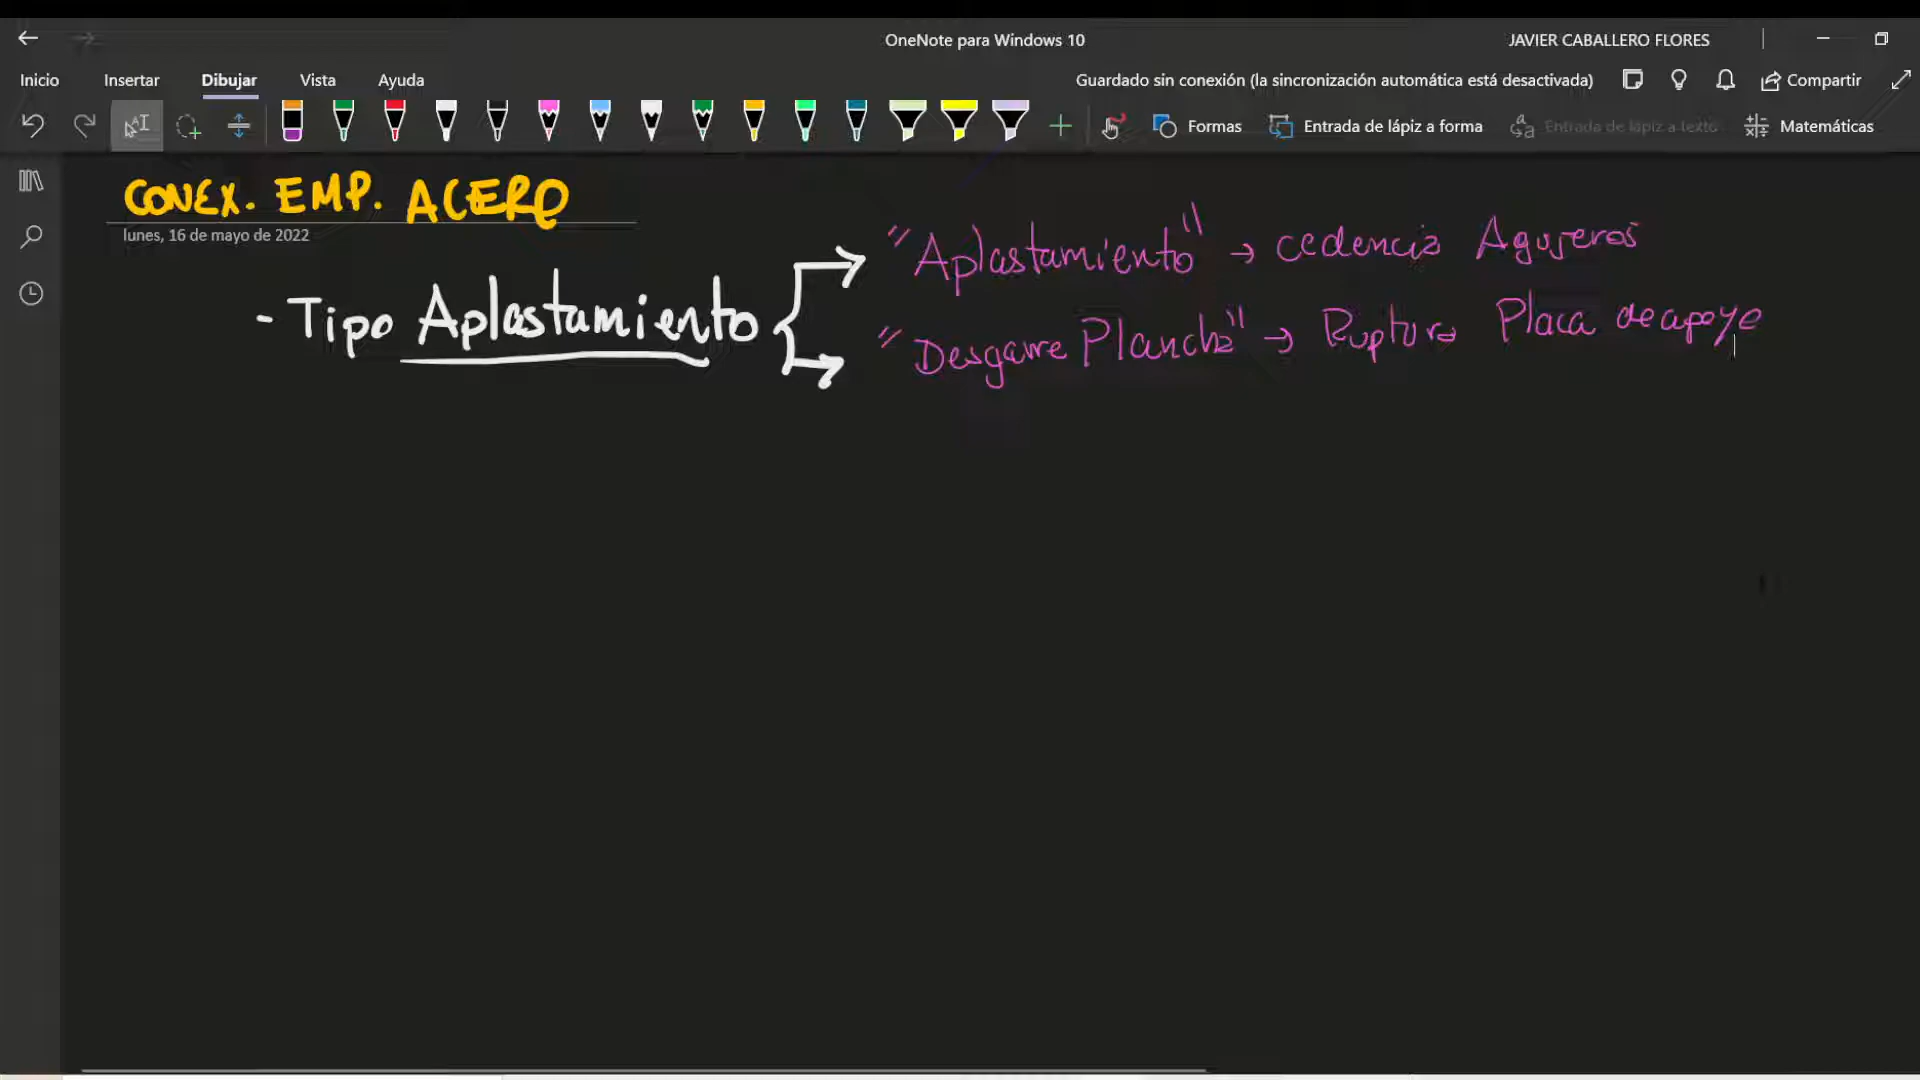 OneNote para Windows 10
JAVIER CABALLERO FLORES
Inicio Insertar Dibujar Vista Ayuda
Guardado sin conexión (la sincronización automática está desactivada)
Compartir
Formas Entrada de lápiz a forma Entrada de lápiz a texto Matemáticas
CONEX. EMP. ACERO
lunes, 16 de mayo de 2022
"Aplastamiento" → cedencia Agujeros
- Tipo Aplastamiento
"Desgarre Plancha" → Ruptura Placa de apoye